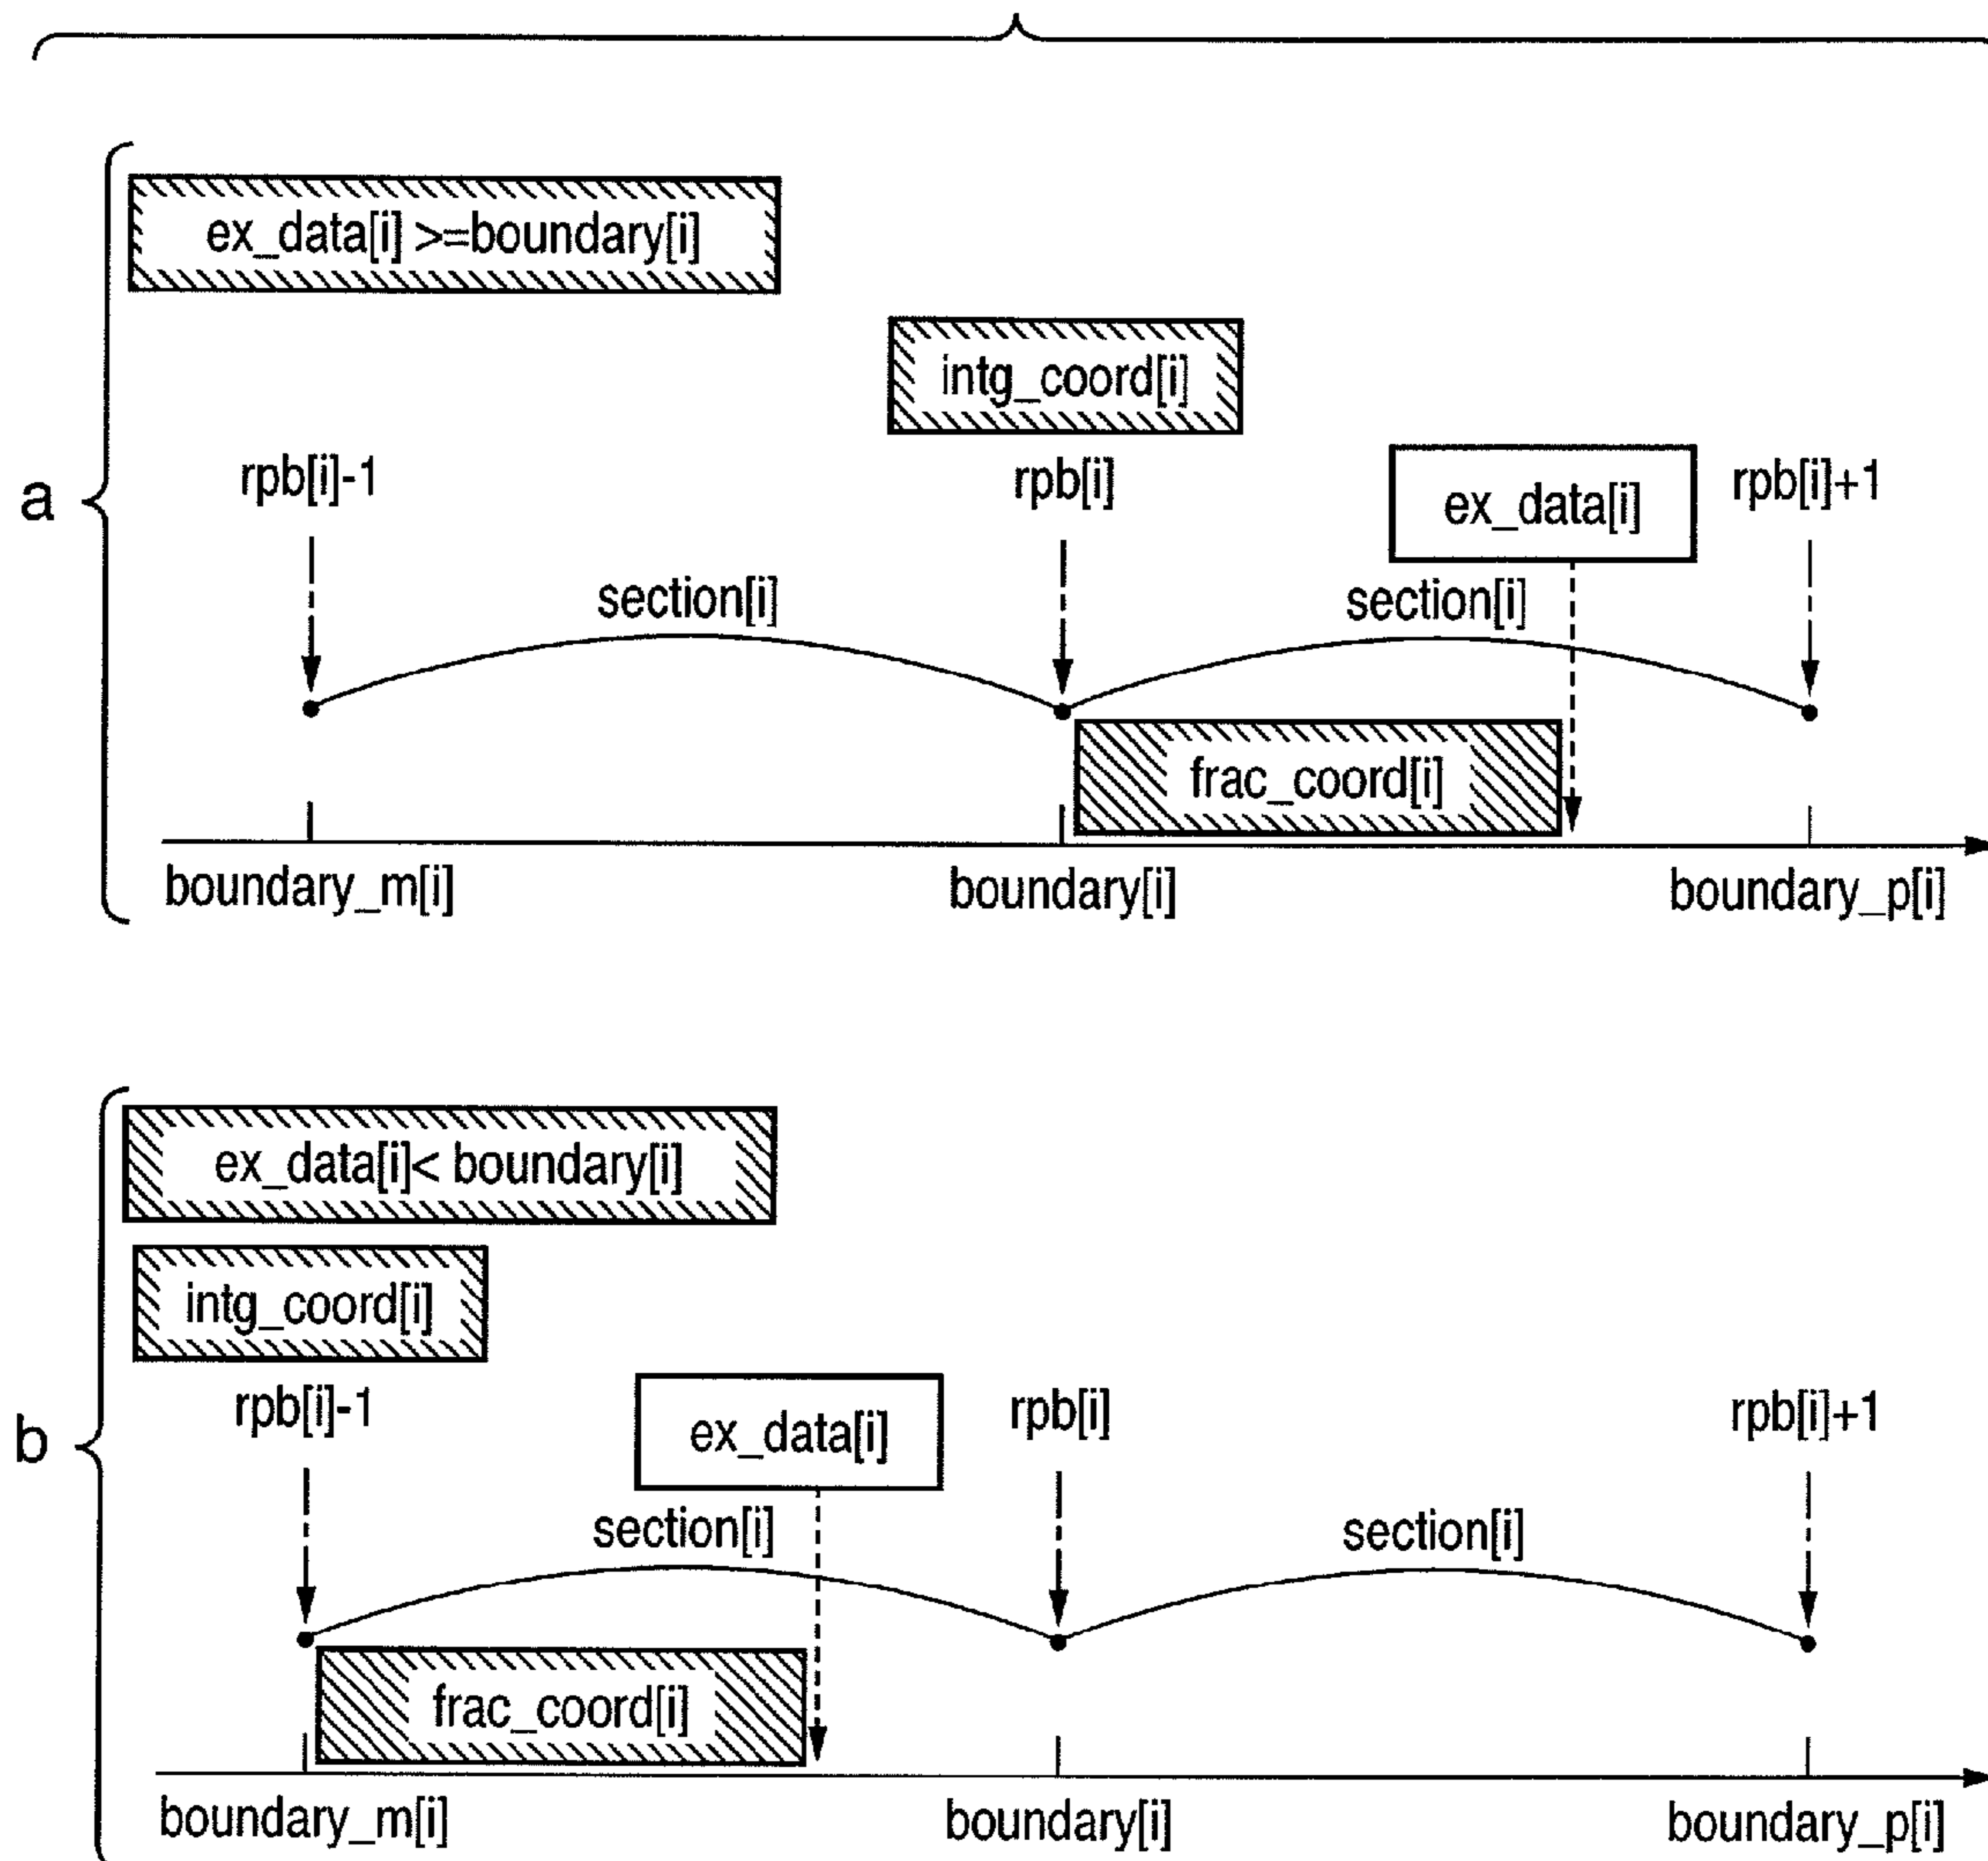 a
ex_data[i] >=boundary[i]
intg_coord[i]
rpb[i]-1
rpb[i]
ex_data[i]
rpb[i]+1
section[i]
section[i]
frac_coord[i]
boundary_m[i]
boundary[i]
boundary_p[i]
b
ex_data[i]< boundary[i]
intg_coord[i]
rpb[i]-1
ex_data[i]
rpb[i]
rpb[i]+1
section[i]
section[i]
frac_coord[i]
boundary_m[i]
boundary[i]
boundary_p[i]